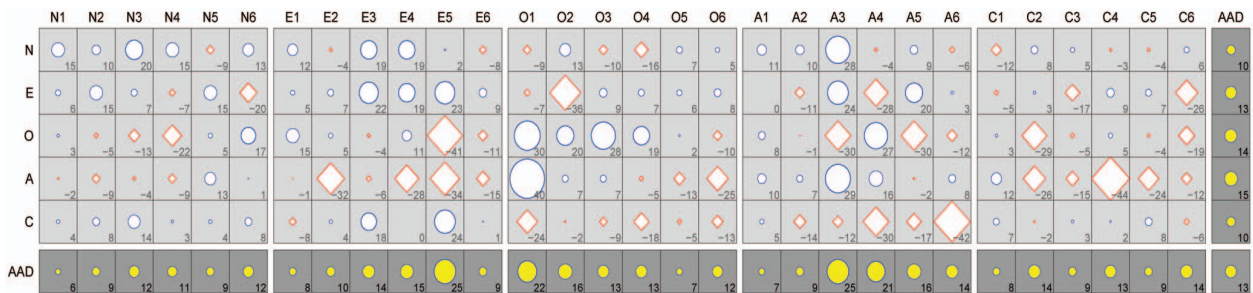 N1 N2 N3 N4 N5 N6 E1 E2 E3 E4 E5 E6 O1 O2 O3 O4 O5 O6 A1 A2 A3 A4 A5 A6 C1 C2 C3 C4 C5 C6 AAD
N 15 10 20 15 −9 13 12 −4 19 19 2 −8 −9 13 −10 −16 7 5 11 10 28 −4 9 −6 −12 8 5 −3 −4 6 10
E 6 15 7 −7 15 −20 5 7 22 19 23 9 −7 −36 9 7 6 8 0 −11 24 −28 20 3 −5 3 −17 9 7 −26 13
O 3 −5 −13 −22 5 17 15 5 −4 11 −41 −11 30 20 28 19 2 −10 8 −1 −30 27 −30 −12 3 −29 −5 5 −4 −19 14
A −2 −9 −4 −9 13 1 −1 −32 −6 −28 −34 −15 40 7 7 −5 −13 −25 10 7 29 16 −2 8 12 −26 −15 −44 −24 −12 15
C 4 8 14 3 4 8 −8 4 18 0 24 1 −24 −2 −9 −18 −5 −13 5 −14 −12 −30 −17 −42 7 −2 3 2 8 −6 10
AAD 6 9 12 11 9 12 8 10 14 15 25 9 22 16 13 13 7 12 7 9 25 21 16 14 8 14 9 13 9 14 13